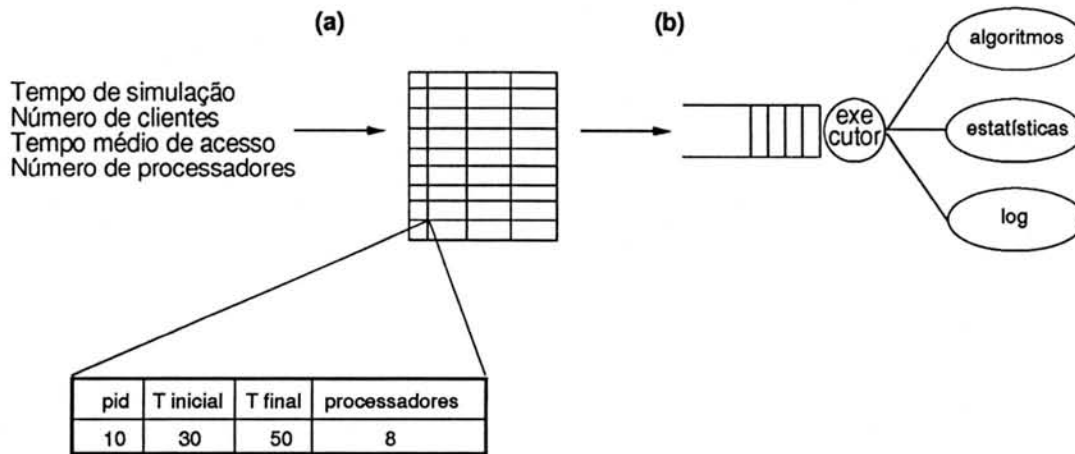 (a)
(b)
Tempo de simulação
Número de clientes
Tempo médio de acesso
Número de processadores
exe
cutor
algoritmos
estatísticas
log
pid T inicial T final processadores
10 30 50 8